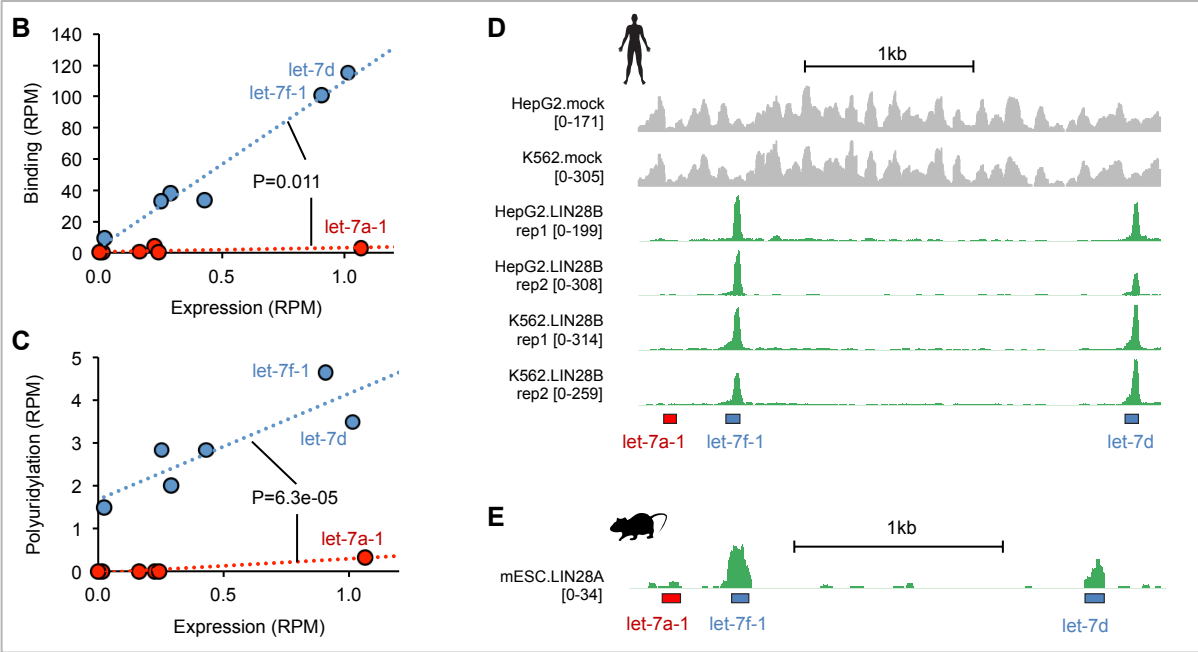 B
140
120
100
80
60
40
20
0
Binding (RPM)
let-7d
let-7f-1
P=0.011
let-7a-1
0.0
0.5
1.0
Expression (RPM)
C
5
4
3
2
1
0
Polyuridylation (RPM)
let-7f-1
let-7d
P=6.3e-05
let-7a-1
0.0
0.5
1.0
Expression (RPM)
D
1kb
HepG2.mock
[0-171]
K562.mock
[0-305]
HepG2.LIN28B
rep1 [0-199]
HepG2.LIN28B
rep2 [0-308]
K562.LIN28B
rep1 [0-314]
K562.LIN28B
rep2 [0-259]
let-7a-1 let-7f-1 let-7d
E
1kb
mESC.LIN28A
[0-34]
let-7a-1 let-7f-1 let-7d